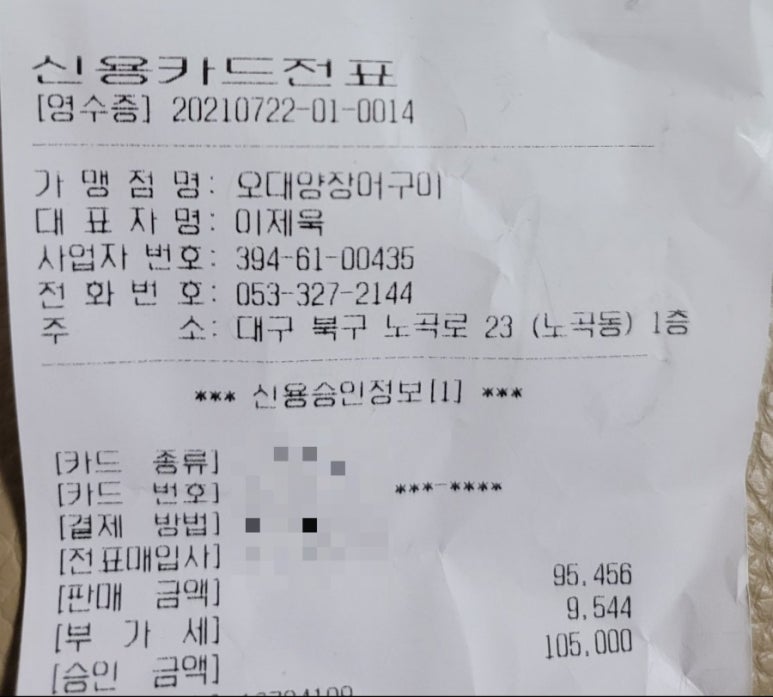 신용카드전표
[영수증] 20210722-01-0014
가 맹 점 명: 오대양장어구이
대 표 자 명: 이제욱
사업자 번호: 394-61-00435
전 화 번 호: 053-327-2144
주 소: 대구 북구 노곡로 23 (노곡동) 1층
*** 신용승인정보[1] ***
[카드 종류]
[카드 번호] ***-****
[결제 방법]
[전표매입사]
[판매 금액] 95,456
[부 가 세] 9,544
[승인 금액] 105,000